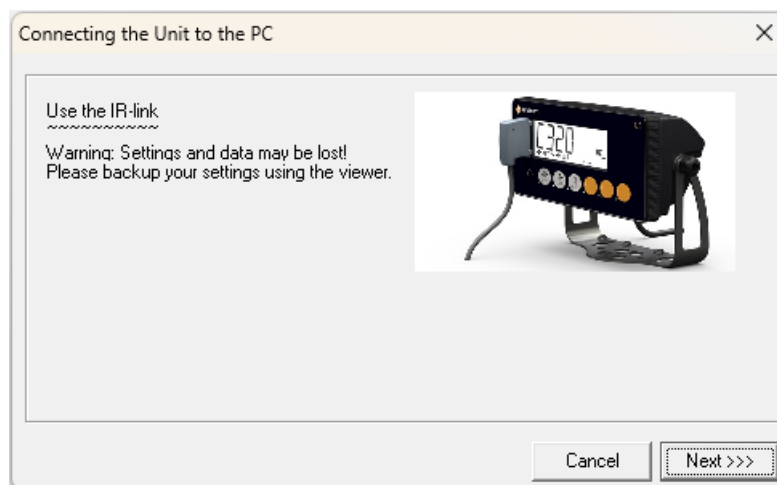 Connecting the Unit to the PC
Use the IR-link
~~~~~~~~~~
Warning: Settings and data may be lost!
Please backup your settings using the viewer.
C320
Cancel
Next >>>